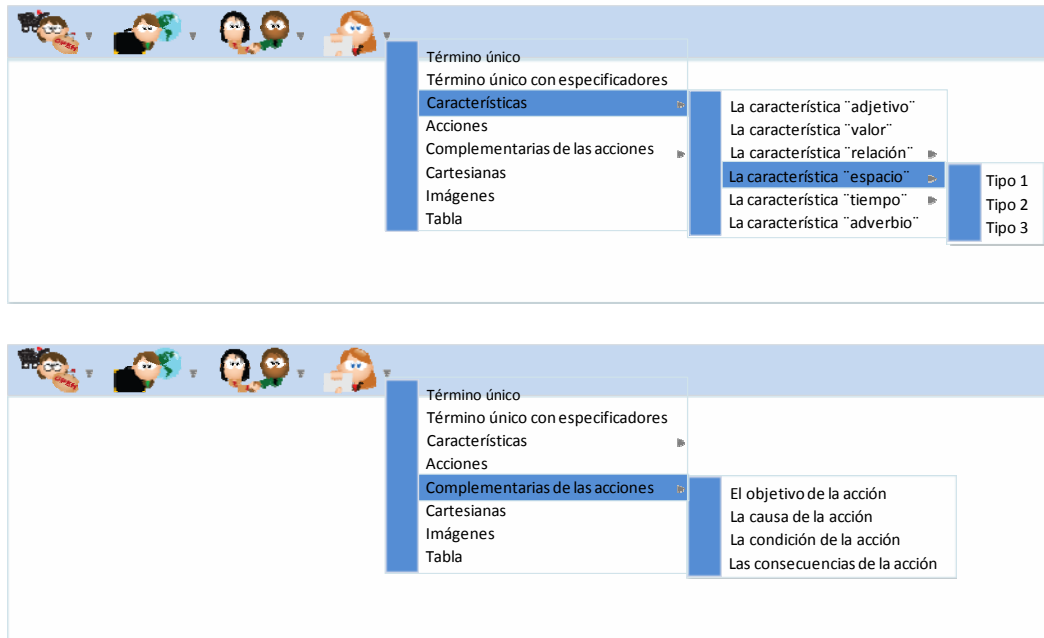 OPEN
Término único
Término único con especificadores
Características
Acciones
Complementarias de las acciones
Cartesianas
Imágenes
Tabla
La característica ¨adjetivo¨
La característica ¨valor¨
La característica ¨relación¨
La característica ¨espacio¨
La característica ¨tiempo¨
La característica ¨adverbio¨
Tipo 1
Tipo 2
Tipo 3
OPEN
Término único
Término único con especificadores
Características
Acciones
Complementarias de las acciones
Cartesianas
Imágenes
Tabla
El objetivo de la acción
La causa de la acción
La condición de la acción
Las consecuencias de la acción